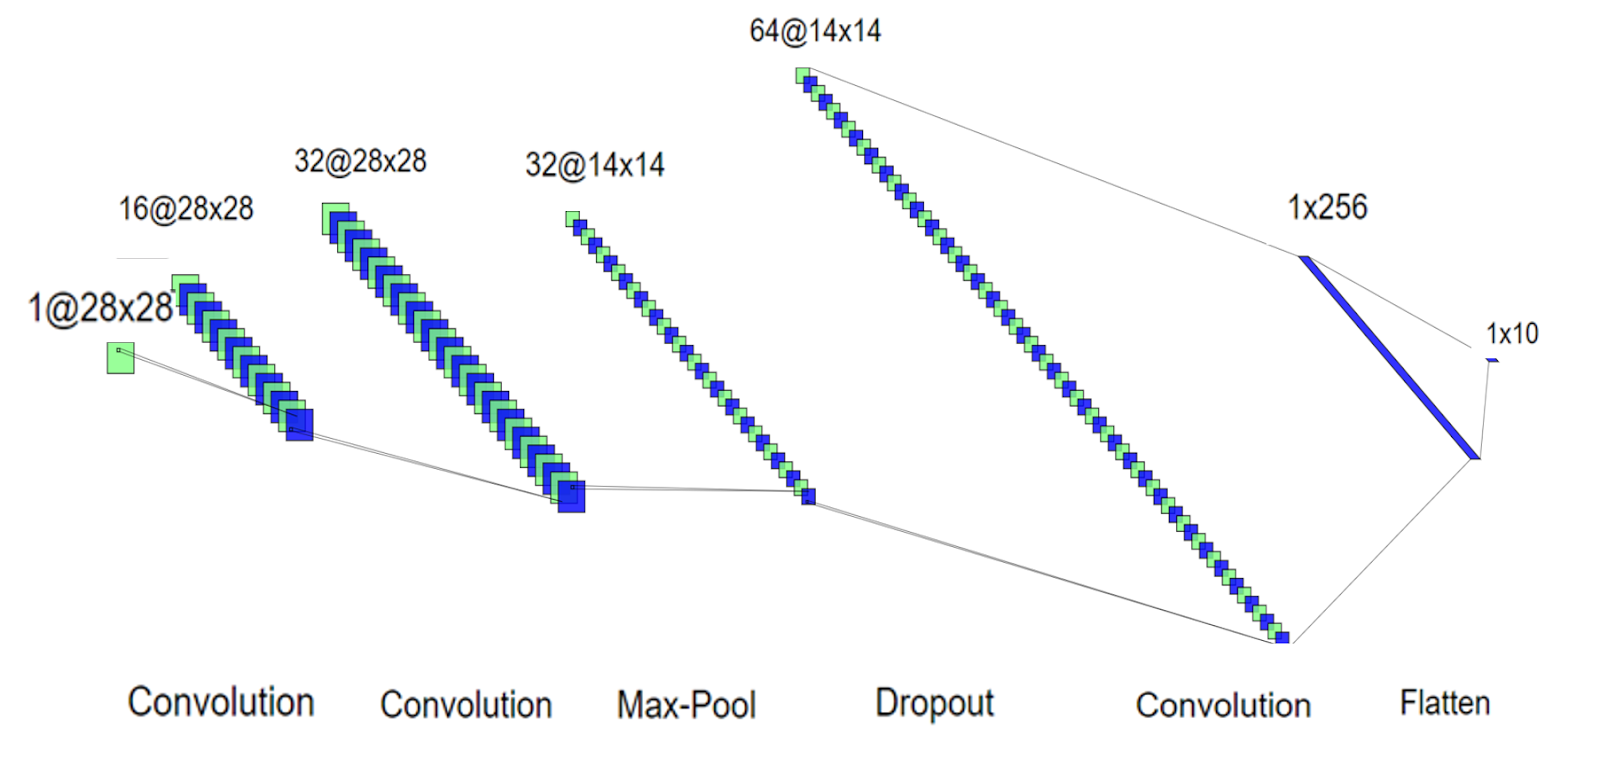 64@14x14
32@28x28
32@14x14
16@28x28
1x256
1@28x28
1x10
Convolution
Convolution
Max-Pool
Dropout
Convolution
Flatten